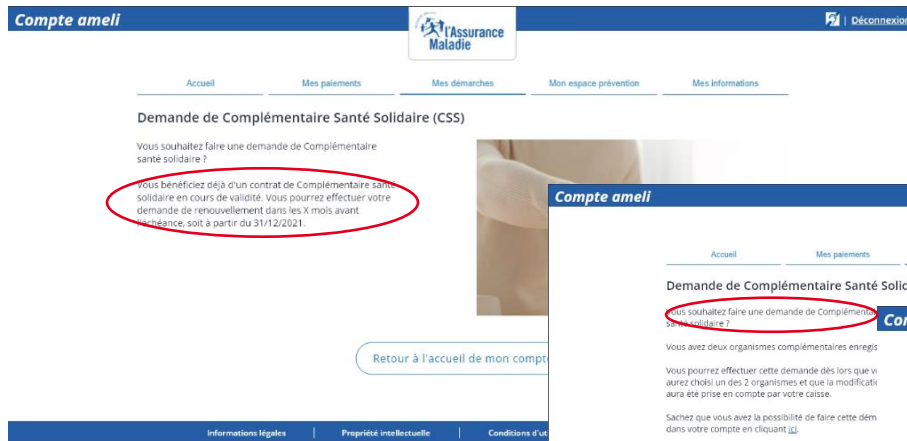 Compte ameli
l'Assurance
Maladie
Déconnexion
Accueil Mes paiements Mes démarches Mon espace prévention Mes informations
Demande de Complémentaire Santé Solidaire (CSS)
Vous souhaitez faire une demande de Complémentaire
santé solidaire ?
Vous bénéficiez déjà d'un contrat de Complémentaire santé
solidaire en cours de validité. Vous pourrez effectuer votre
demande de renouvellement dans les X mois avant
l'échéance, soit à partir du 31/12/2021.
Retour à l'accueil de mon compte
Informations légales | Propriété intellectuelle | Conditions d'ut
Compte ameli
Accueil Mes paiements
Demande de Complémentaire Santé Solid
Vous souhaitez faire une demande de Complémenta
santé solidaire ?
Vous avez deux organismes complémentaires enregis
Vous pourrez effectuer cette demande dès lors que v
aurez choisi un des 2 organismes et que la modificati
aura été prise en compte par votre caisse.
Sachez que vous avez la possibilité de faire cette dém
dans votre compte en cliquant ici.
Com